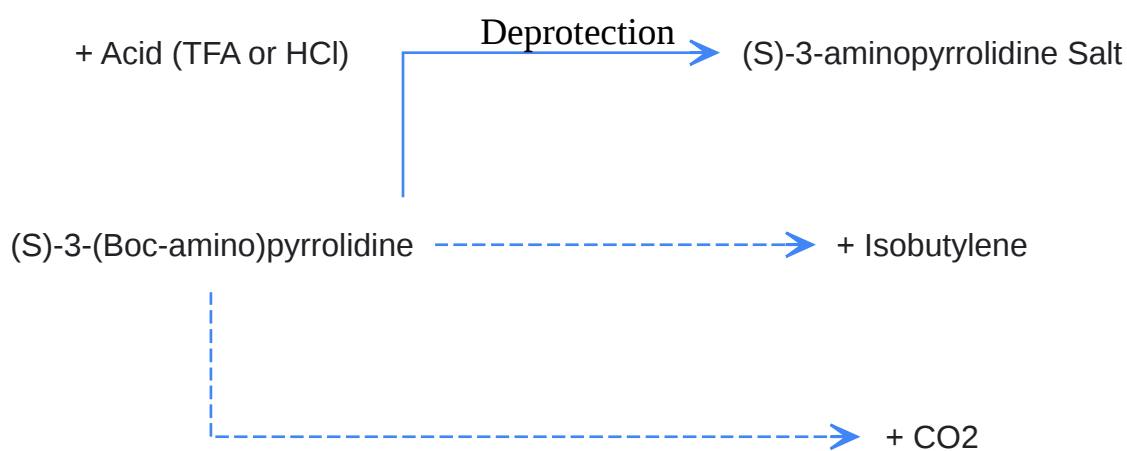 Deprotection
+ Acid (TFA or HCl)
(S)-3-aminopyrrolidine Salt
(S)-3-(Boc-amino)pyrrolidine
+ Isobutylene
+ CO2